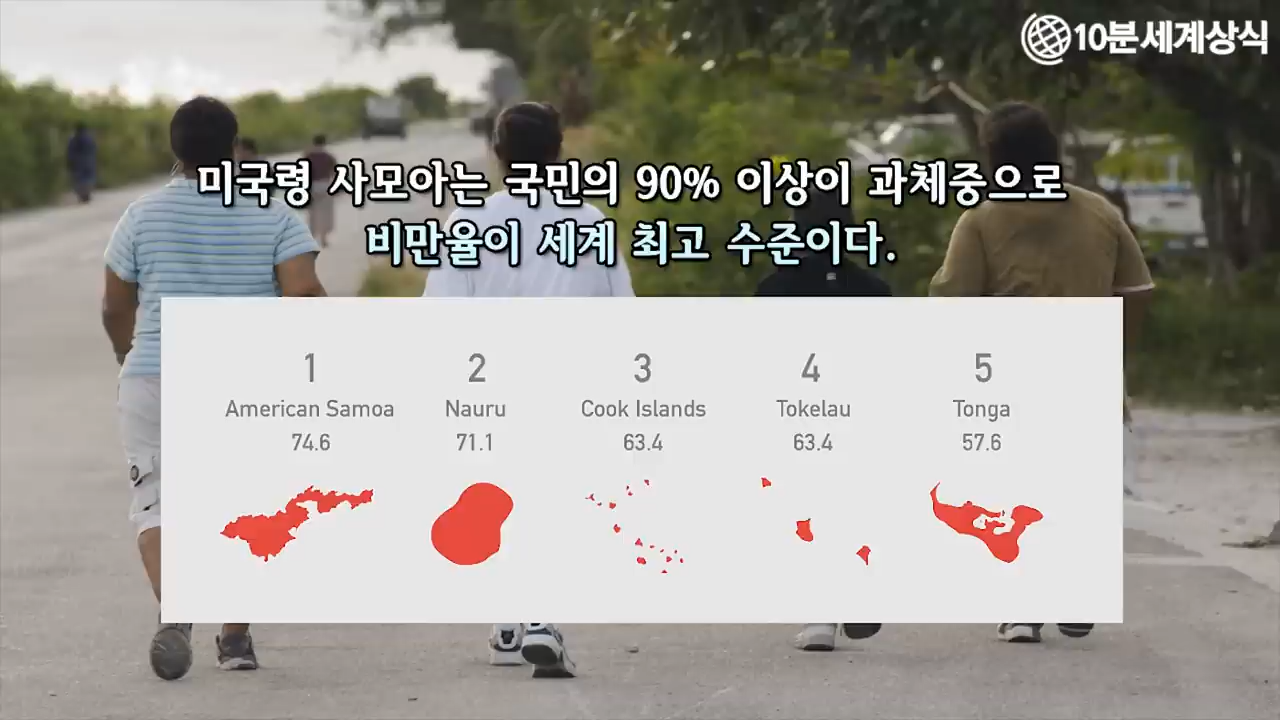 10분세계상식
미국령 사모아는 국민의 90% 이상이 과체중으로
비만율이 세계 최고 수준이다.
1 2 3 4 5
American Samoa Nauru Cook Islands Tokelau Tonga
74.6 71.1 63.4 63.4 57.6